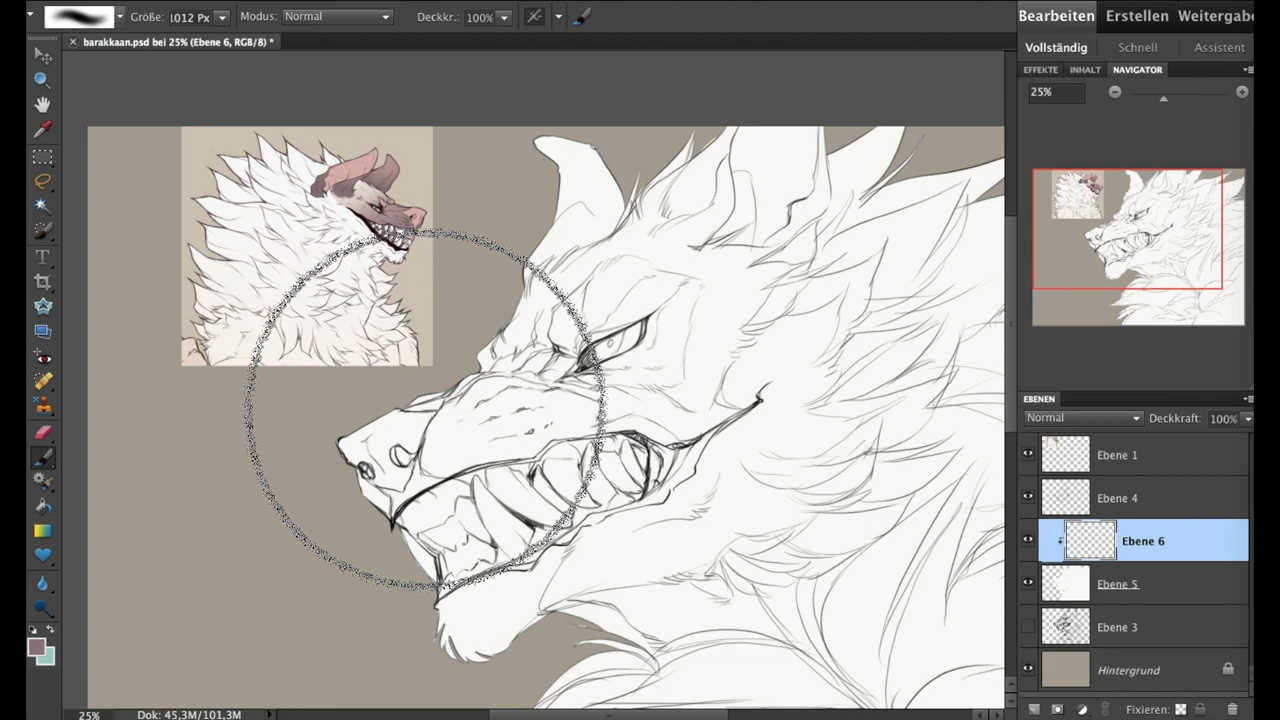 Größe: 1012 Px Modus: Normal Deckkr.: 100%
Bearbeiten Erstellen
barakkaan.psd bei 25% (Ebene 6, RGB/8) *
Vollständig Schnell Assistent
EFFEKTE INHALT NAVIGATOR
25%
EBENEN
Normal Deckkraft: 100%
Ebene 1
Ebene 4
Ebene 6
Ebene 5
Ebene 3
Hintergrund
Fixieren:
25% Dok: 45,3M/101,3M